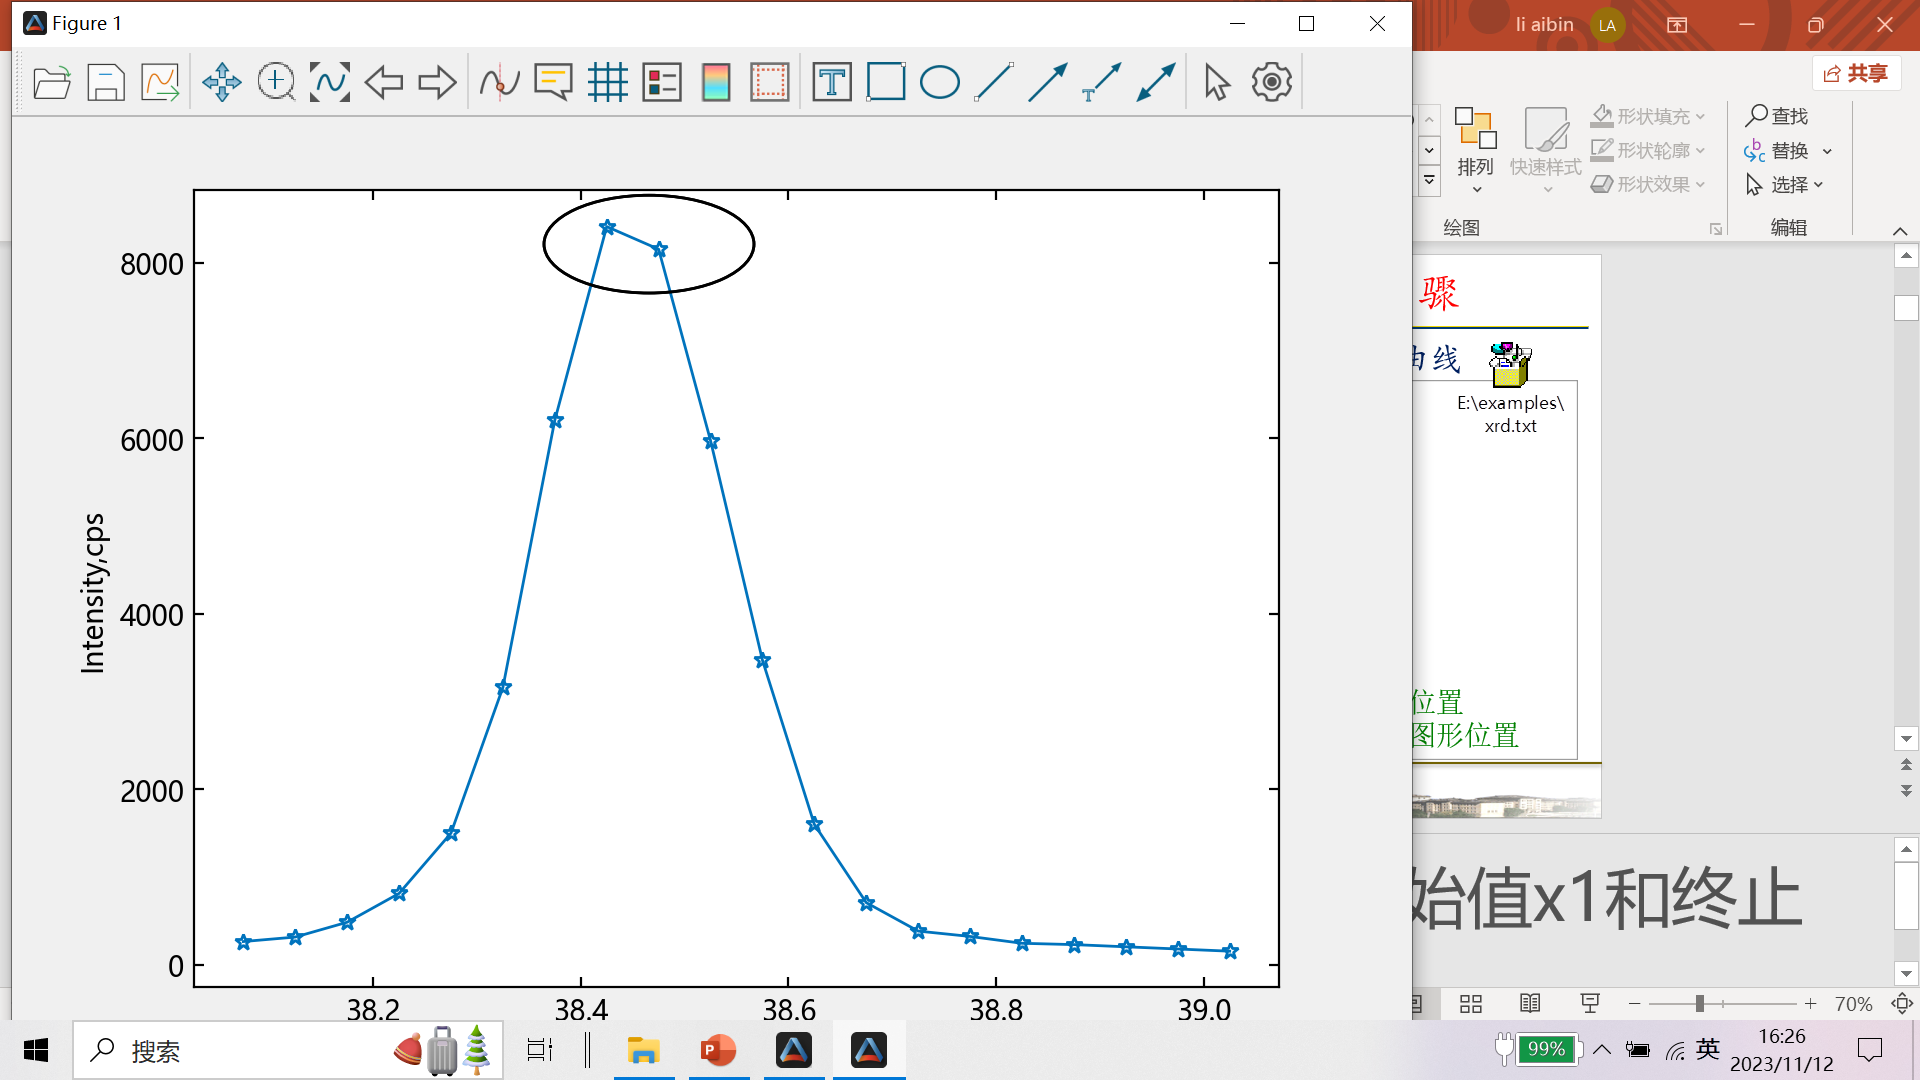 Figure 1
li aibin
LA
共享
排列
快速样式
形状填充
形状轮廓
形状效果
绘图
查找
替换
选择
编辑
T
T
8000
6000
4000
2000
0
Intensity,cps
38.2
38.4
38.6
38.8
39.0
骤
曲线
E:\examples\
xrd.txt
位置
图形位置
始值x1和终止
70%
搜索
P
99%
英
16:26
2023/11/12